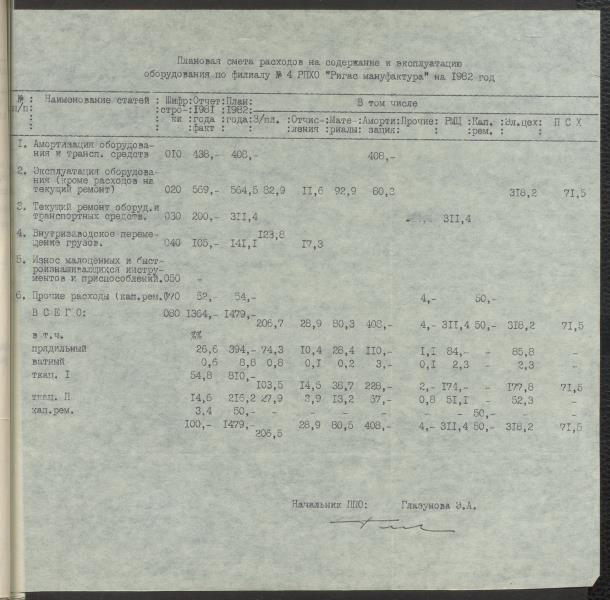 Плановая смета расходов на содержание и эксплуатацию
оборудования по филиалу № 4 РПХО "Ригас мануфактура" на 1982 год
№ : Наименование статей : Шифр:Отчет:План: В том числе
п/п: :стро-:1981 :1982:
ки :года :года:З/пл. :Отчис-:Мате-:Аморти:Прочие: РМЦ :Кап. :Эл.цех: П С Х
: факт : :ления :риалы:зация: рем.
1. Амортизация оборудова-
ния и трансп. средств 010 438,- 408,- 408,-
2. Эксплуатация оборудова-
ния (кроме расходов на
текущий ремонт) 020 569,- 564,5 82,9 11,6 92,9 80,3 318,2 71,5
3. Текущий ремонт оборуд.и
транспортных средств. 030 200,- 311,4 311,4
4. Внутризаводское переме- 123,8
щение грузов. 040 105,- 141,1 17,3
5. Износ малоценных и быст-
роизнашивающихся инстру-
ментов и приспособлений.050 -
6. Прочие расходы (кап.рем.070 52,- 54,- 4,- 50,-
В С Е Г О: 080 1364,- 1479,-
206,7 28,9 80,3 408,- 4,- 311,4 50,- 318,2 71,5
в т.ч. %%
прядильный 26,6 394,- 74,3 10,4 28,4 110,- 1,1 84,- - 85,8 -
ватный 0,6 8,8 0,8 0,1 0,2 3,- 0,1 2,3 - 2,3 -
ткац. I 54,8 810,-
103,5 14,5 38,7 228,- 2,- 174,- - 177,8 71,5
ткац. П 14,6 216,2 27,9 3,9 13,2 67,- 0,8 51,1 - 52,3 -
кап.рем. 3,4 50,- - - - - - - 50,- - -
100,- 1479,- 28,9 80,5 408,- 4,- 311,4 50,- 318,2 71,5
206,5
Начальник ППО: Глазунова Э.А.